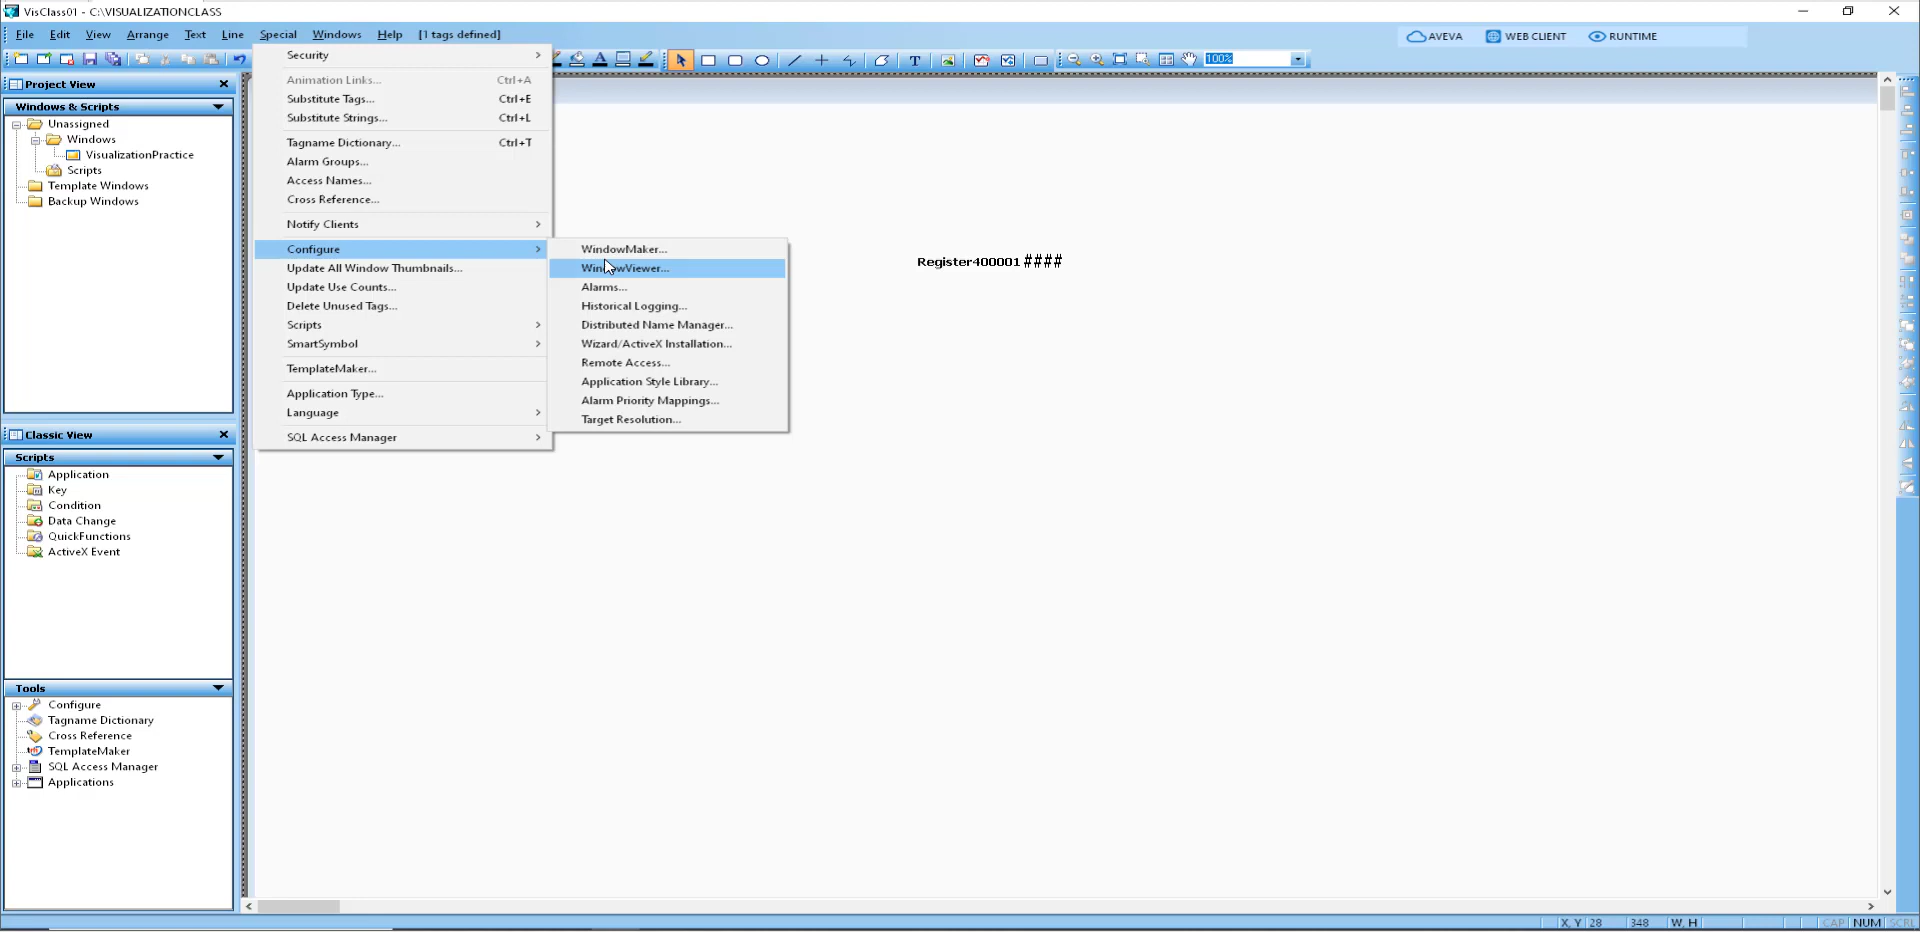 VisClass01 - C:\VISUALIZATIONCLASS
File Edit View Arrange Text Line Special Windows Help [1 tags defined]
AVEVA WEB CLIENT RUNTIME
100%
Project View
Windows & Scripts
Unassigned
Windows
VisualizationPractice
Scripts
Template Windows
Backup Windows
Classic View
Scripts
Application
Key
Condition
Data Change
QuickFunctions
ActiveX Event
Tools
Configure
Tagname Dictionary
Cross Reference
TemplateMaker
SQL Access Manager
Applications
Security
Animation Links... Ctrl+A
Substitute Tags... Ctrl+E
Substitute Strings... Ctrl+L
Tagname Dictionary... Ctrl+T
Alarm Groups...
Access Names...
Cross Reference...
Notify Clients
Configure
Update All Window Thumbnails...
Update Use Counts...
Delete Unused Tags...
Scripts
SmartSymbol
TemplateMaker...
Application Type...
Language
SQL Access Manager
WindowMaker...
WindowViewer...
Alarms...
Historical Logging...
Distributed Name Manager...
Wizard/ActiveX Installation...
Remote Access...
Application Style Library...
Alarm Priority Mappings...
Target Resolution...
Register400001 ####
X, Y 28 348 W, H CAP NUM SCRL